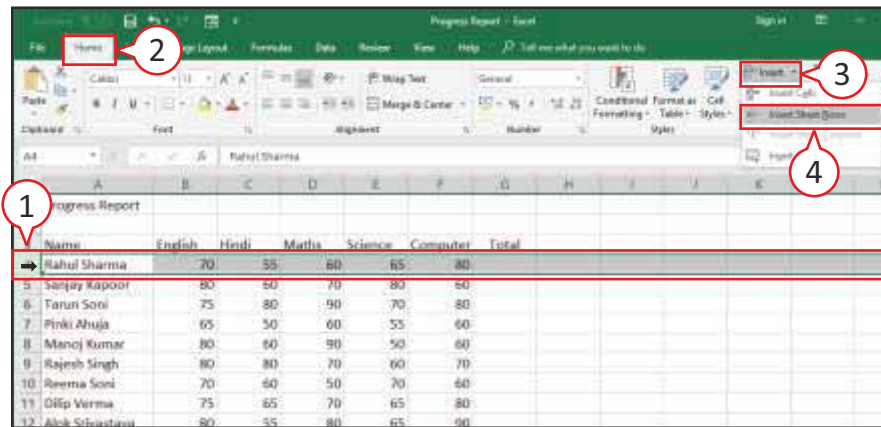 Progress Report - Excel Sign in
File Home Page Layout Formulas Data Review View Help Tell me what you want to do
2
Calibri 11 Wrap Text General Insert
3
Paste B I U Merge & Center Conditional Format as Cell Insert Cells
Formatting Table Styles Insert Sheet Rows
Clipboard Font Alignment Number Styles
4
A4 fx Rahul Sharma
A B C D E F G H I J K
1
Progress Report
Name English Hindi Maths Science Computer Total
Rahul Sharma 70 55 60 65 80
5 Sanjay Kapoor 80 60 70 80 60
6 Tarun Soni 75 80 90 70 80
7 Pinki Ahuja 65 50 60 55 60
8 Manoj Kumar 80 60 90 50 60
9 Rajesh Singh 80 80 70 60 70
10 Reema Soni 70 60 50 70 60
11 Dilip Verma 75 65 70 65 80
12 Alok Srivastava 80 55 80 65 90